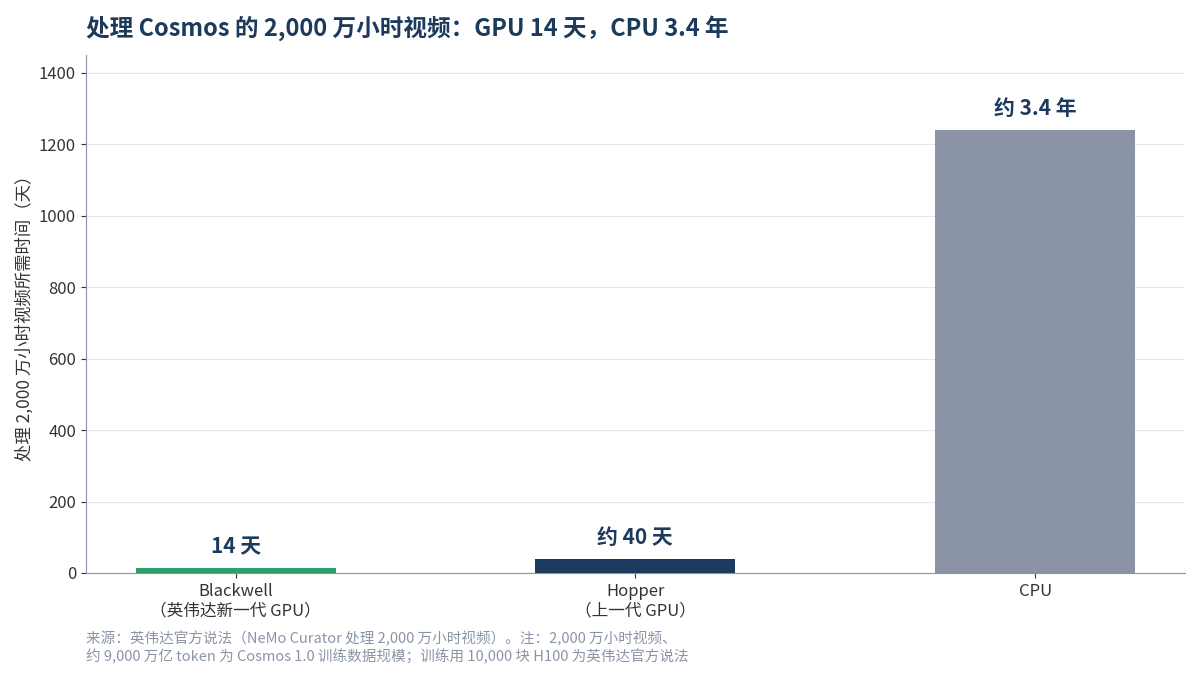 处理 Cosmos 的 2,000 万小时视频：GPU 14 天，CPU 3.4 年
处理 2,000 万小时视频所需时间（天）
1400
1200
1000
800
600
400
200
0
14 天
约 40 天
约 3.4 年
Blackwell
（英伟达新一代 GPU）
Hopper
（上一代 GPU）
CPU
来源：英伟达官方说法（NeMo Curator 处理 2,000 万小时视频）。注：2,000 万小时视频、
约 9,000 万亿 token 为 Cosmos 1.0 训练数据规模；训练用 10,000 块 H100 为英伟达官方说法